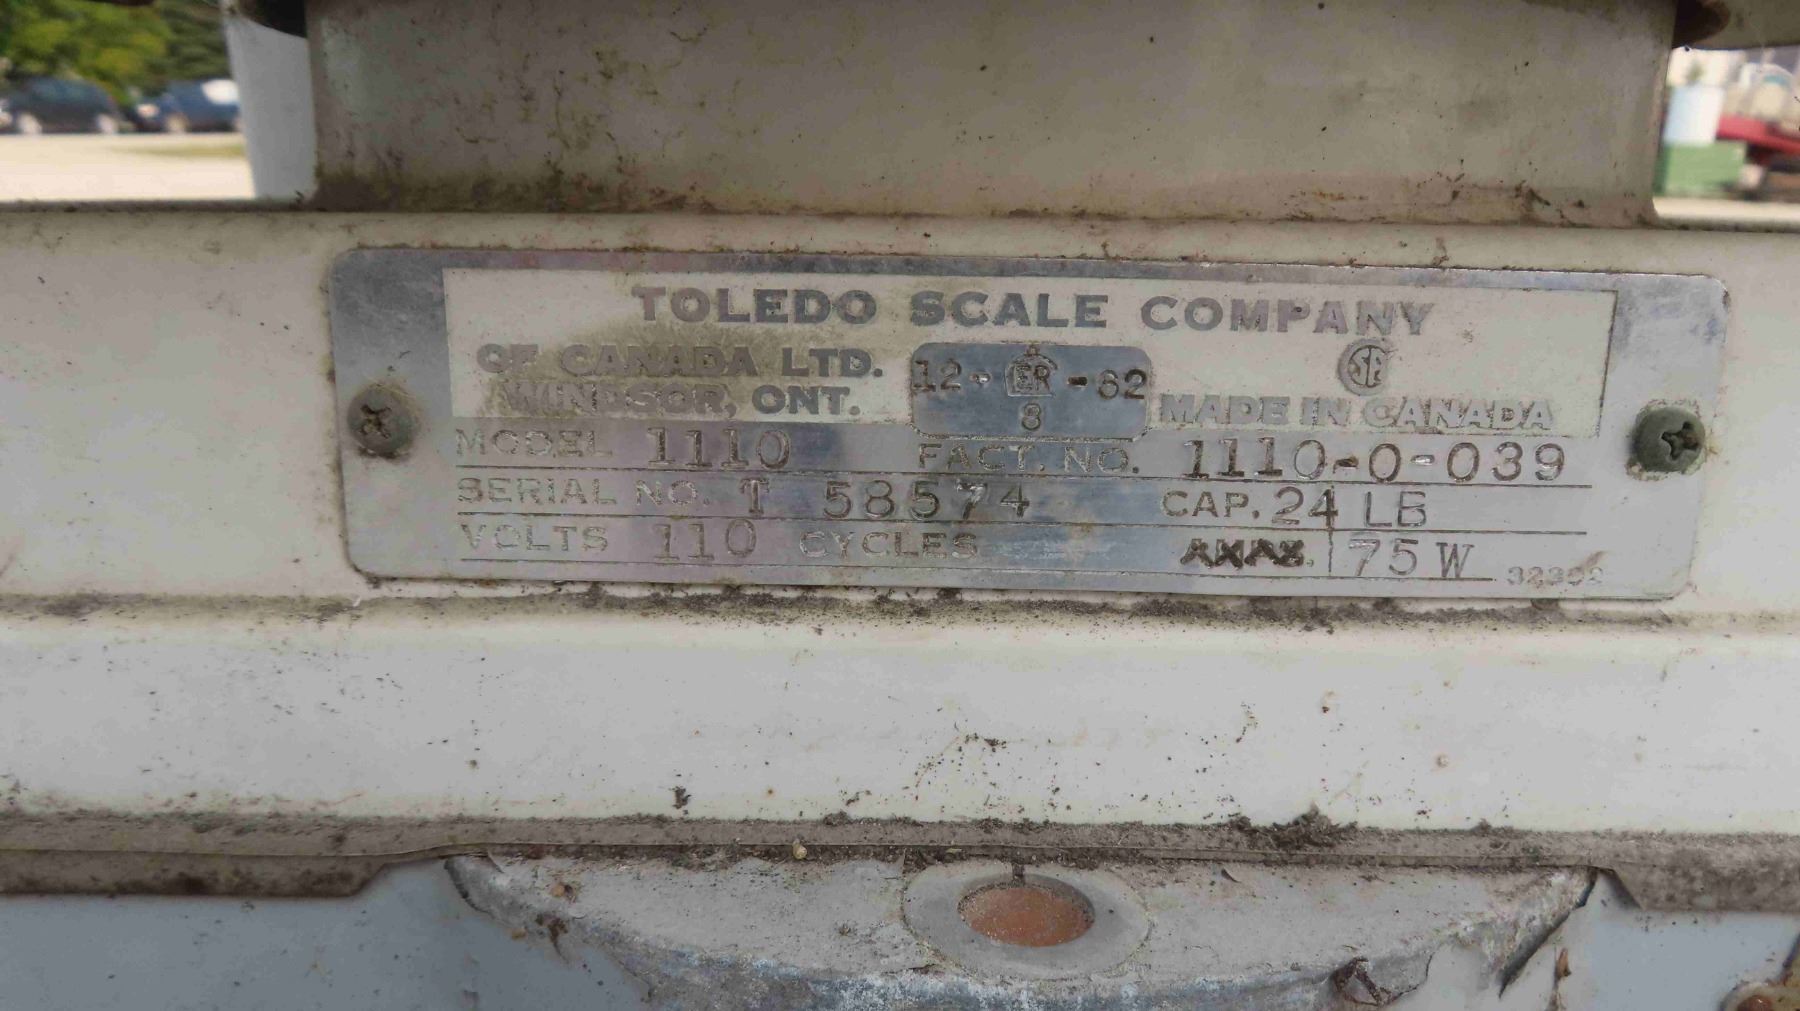 TOLEDO SCALE COMPANY
OF CANADA LTD.
WINDSOR, ONT.
12-ER-62
8
SA
MADE IN CANADA
MODEL 1110 FACT. NO. 1110-0-039
SERIAL NO. T 58574 CAP. 24 LB
VOLTS 110 CYCLES 75 W